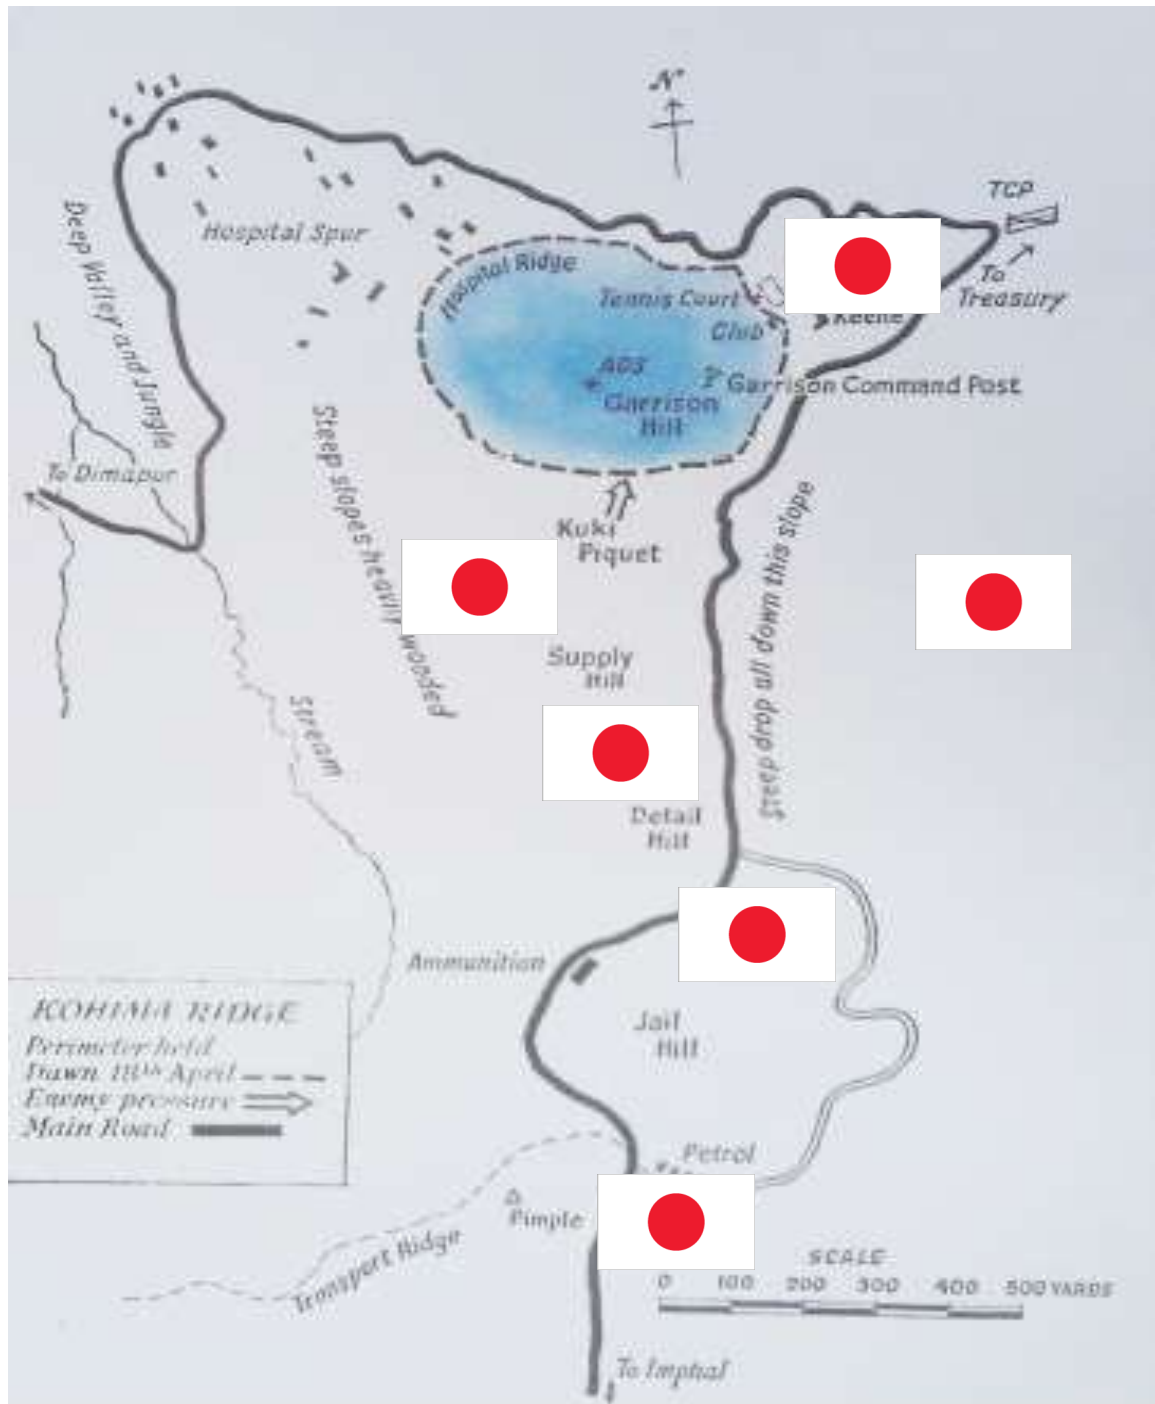 N
TCP
Hospital Spur
Deep Valley and Jungle
Hospital Ridge
To
Treasury
Tennis Court
Keene
Club
ADS
Garrison Command Post
Garrison
Hill
To Dimapur
Steep slopes heavily wooded
Kuki
Piquet
Steep drop all down this slope
Supply
Hill
Stream
Detail
Hill
Ammunition
Jail
Hill
KOHIMA RIDGE
Perimeter held
Dawn 18th April
Enemy pressure
Main Road
Petrol
Pimple
Transport Ridge
SCALE
0 100 200 300 400 500 YARDS
To Imphal